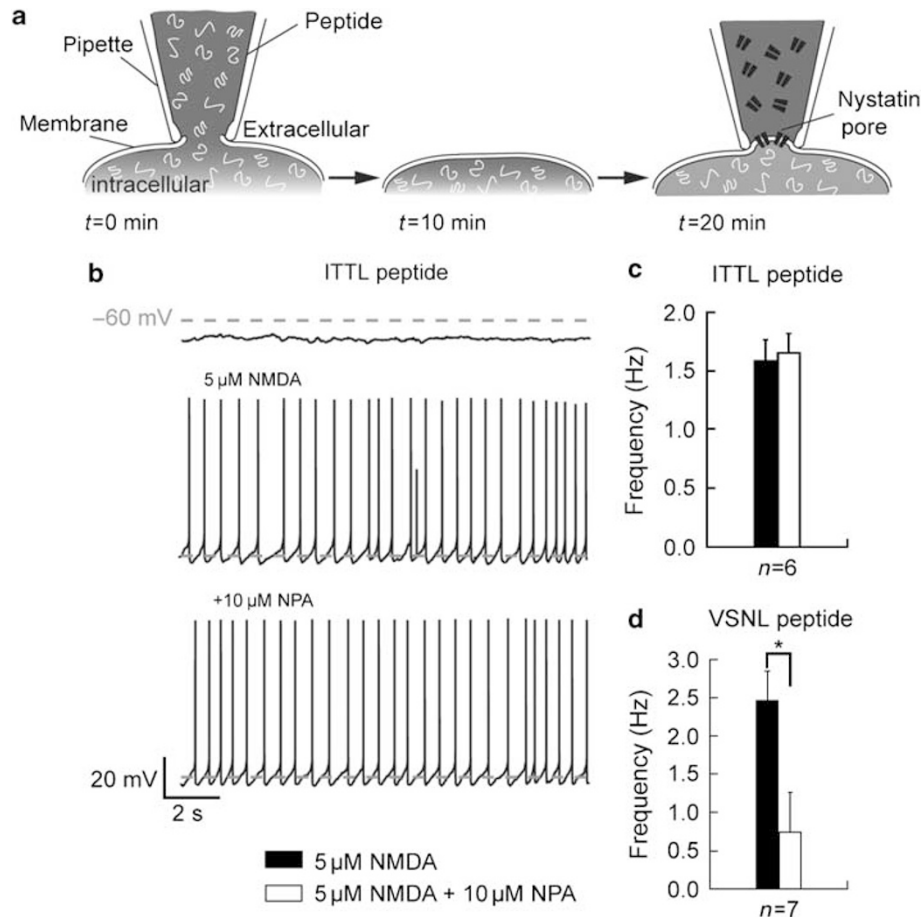 a
Pipette
Peptide
Membrane
Extracellular
intracellular
Nystatin
pore
t=0 min
t=10 min
t=20 min
b
ITTL peptide
–60 mV
5 µM NMDA
+10 µM NPA
20 mV
2 s
c
ITTL peptide
Frequency (Hz)
2.0
1.5
1.0
0.5
0.0
n=6
d
VSNL peptide
*
Frequency (Hz)
3.0
2.5
2.0
1.5
1.0
0.5
0.0
n=7
5 µM NMDA
5 µM NMDA + 10 µM NPA